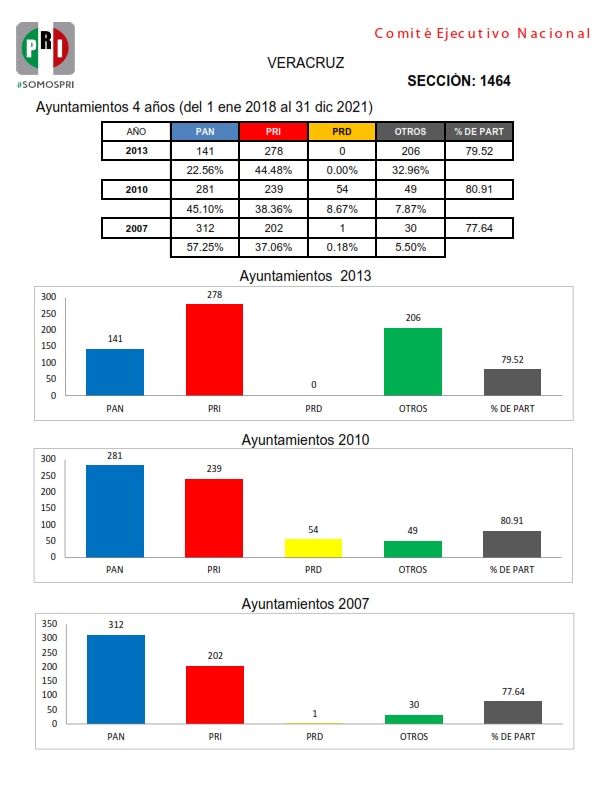 Comité Ejecutivo Nacional
PRI
#SOMOSPRI
VERACRUZ
SECCIÓN: 1464
Ayuntamientos 4 años (del 1 ene 2018 al 31 dic 2021)
AÑO PAN PRI PRD OTROS % DE PART
2013 141 278 0 206 79.52
22.56% 44.48% 0.00% 32.96%
2010 281 239 54 49 80.91
45.10% 38.36% 8.67% 7.87%
2007 312 202 1 30 77.64
57.25% 37.06% 0.18% 5.50%
Ayuntamientos 2013
300
250
200
150
100
50
0
141 278 0 206 79.52
PAN PRI PRD OTROS % DE PART
Ayuntamientos 2010
300
250
200
150
100
50
0
281 239 54 49 80.91
PAN PRI PRD OTROS % DE PART
Ayuntamientos 2007
350
300
250
200
150
100
50
0
312 202 1 30 77.64
PAN PRI PRD OTROS % DE PART